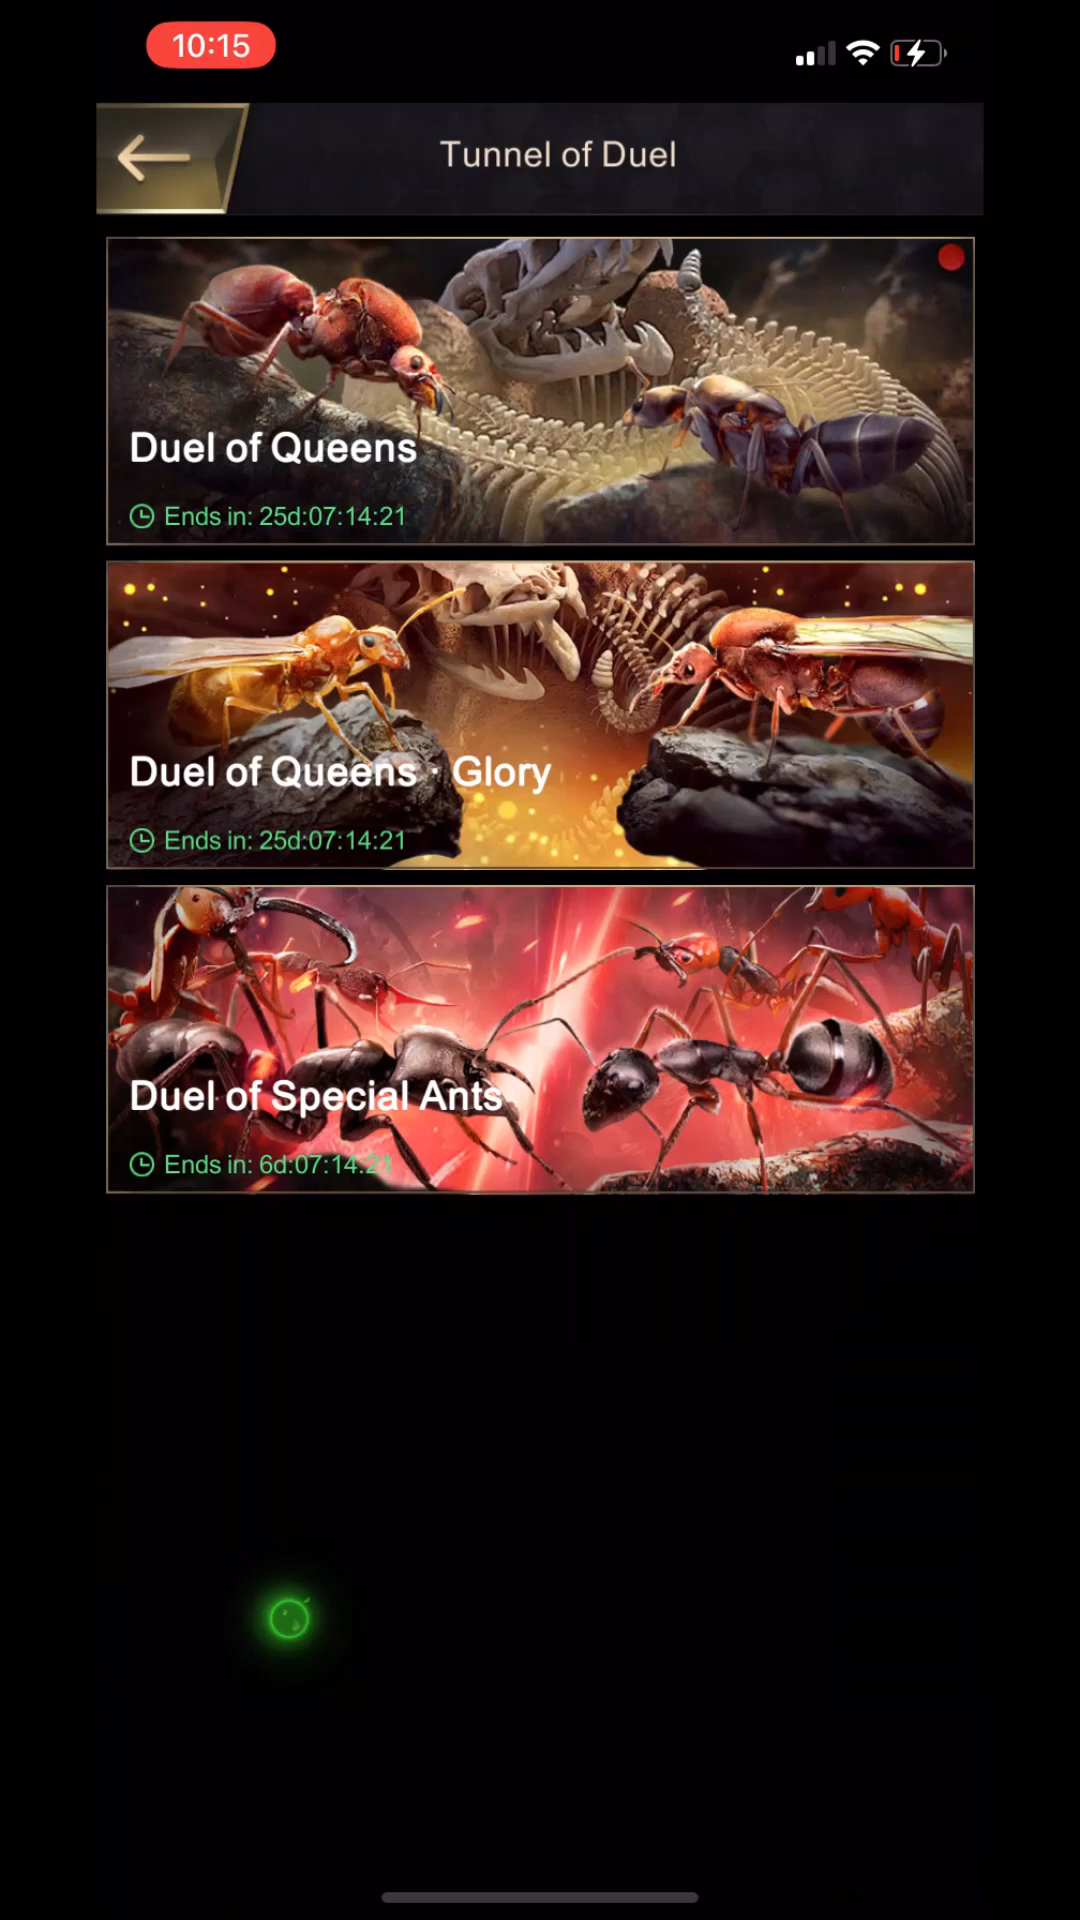 10:15
Tunnel of Duel
Duel of Queens
Ends in: 25d:07:14:21
Duel of Queens · Glory
Ends in: 25d:07:14:21
Duel of Special Ants
Ends in: 6d:07:14:21